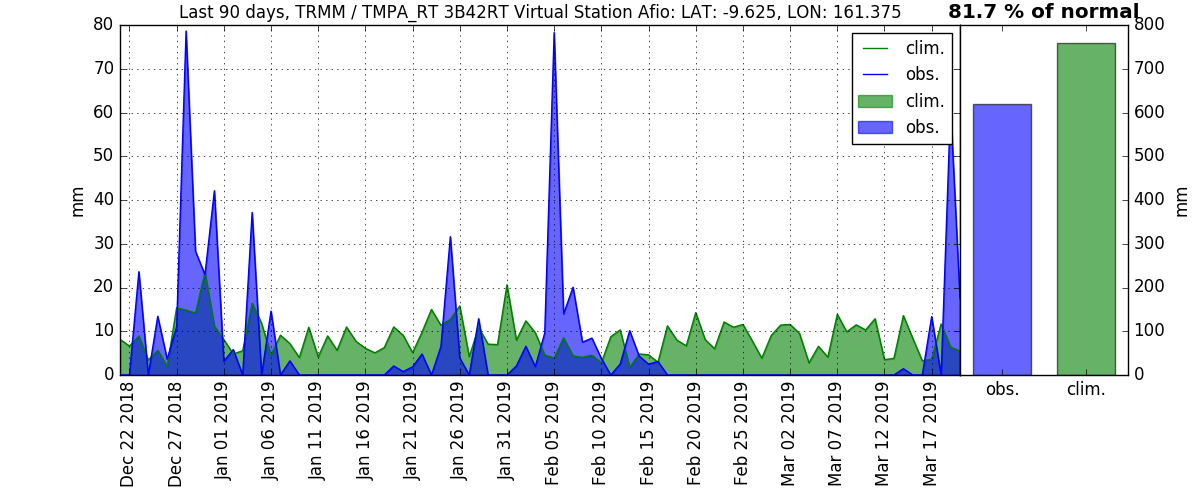 Last 90 days, TRMM / TMPA_RT 3B42RT Virtual Station Afio: LAT: -9.625, LON: 161.375
81.7 % of normal
80
70
60
50
40
30
20
10
0
mm
clim.
obs.
clim.
obs.
800
700
600
500
400
300
200
100
0
mm
obs.
clim.
Dec 22 2018
Dec 27 2018
Jan 01 2019
Jan 06 2019
Jan 11 2019
Jan 16 2019
Jan 21 2019
Jan 26 2019
Jan 31 2019
Feb 05 2019
Feb 10 2019
Feb 15 2019
Feb 20 2019
Feb 25 2019
Mar 02 2019
Mar 07 2019
Mar 12 2019
Mar 17 2019